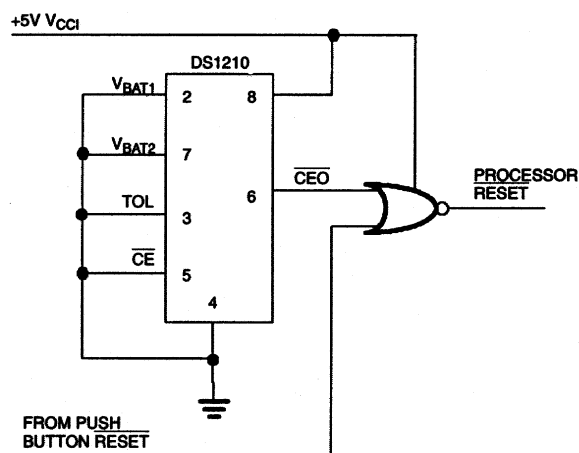 +5V VCCI
DS1210
VBAT1 2 8
VBAT2 7
CEO
6
TOL 3
PROCESSOR
RESET
CE 5
4
FROM PUSH
BUTTON RESET